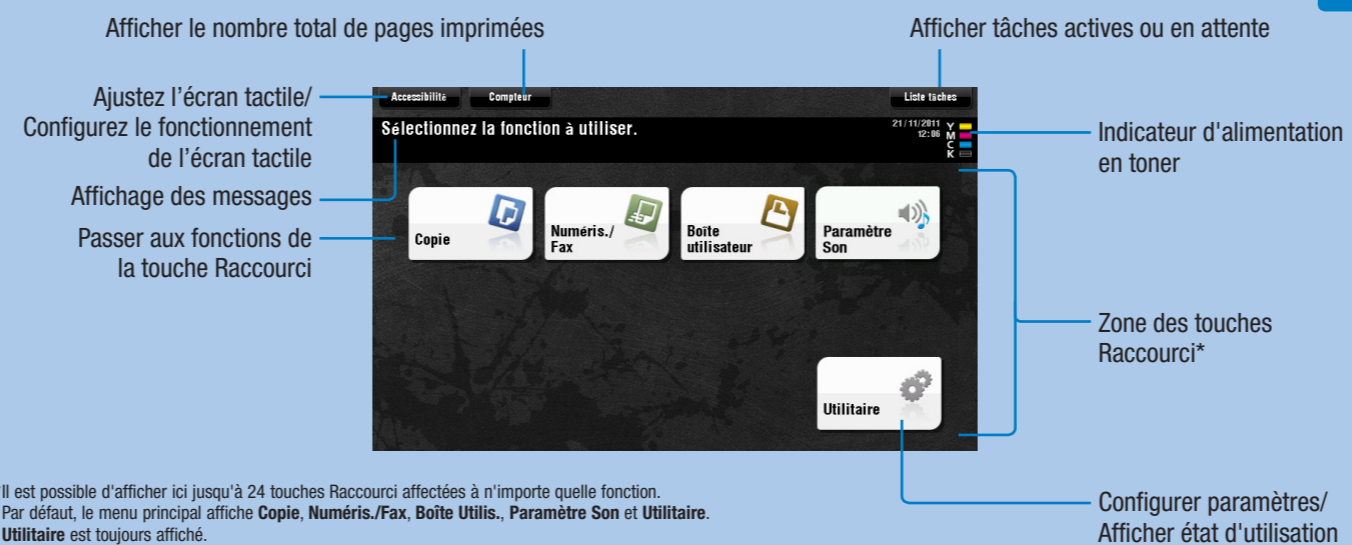 Afficher le nombre total de pages imprimées
Afficher tâches actives ou en attente
Ajustez l'écran tactile/
Configurez le fonctionnement
de l'écran tactile
Affichage des messages
Passer aux fonctions de
la touche Raccourci
Accessibilité
Compteur
Liste tâches
Sélectionnez la fonction à utiliser.
21/11/2011
12:06
Y
M
C
K
Copie
Numéris./
Fax
Boîte
utilisateur
Paramètre
Son
Utilitaire
Indicateur d'alimentation
en toner
Zone des touches
Raccourci*
Configurer paramètres/
Afficher état d'utilisation
*Il est possible d'afficher ici jusqu'à 24 touches Raccourci affectées à n'importe quelle fonction.
Par défaut, le menu principal affiche Copie, Numéris./Fax, Boîte Utilis., Paramètre Son et Utilitaire.
Utilitaire est toujours affiché.